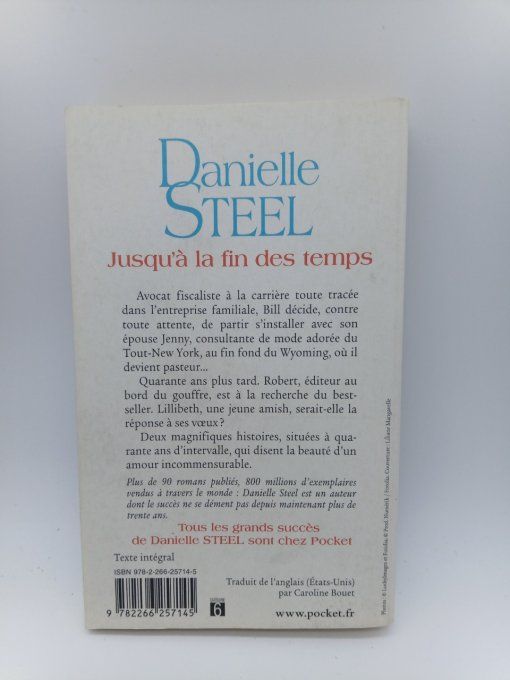 Danielle
STEEL
Jusqu'à la fin des temps
Avocat fiscaliste à la carrière toute tracée
dans l'entreprise familiale, Bill décide, contre
toute attente, de partir s'installer avec son
épouse Jenny, consultante de mode adorée du
Tout-New York, au fin fond du Wyoming, où il
devient pasteur...
Quarante ans plus tard. Robert, éditeur au
bord du gouffre, est à la recherche du best-
seller. Lillibeth, une jeune amish, serait-elle la
réponse à ses vœux ?
Deux magnifiques histoires, situées à qua-
rante ans d'intervalle, qui disent la beauté d'un
amour incommensurable.
Plus de 90 romans publiés, 800 millions d'exemplaires
vendus à travers le monde : Danielle Steel est un auteur
dont le succès ne se dément pas depuis maintenant plus de
trente ans.
Tous les grands succès
de Danielle STEEL sont chez Pocket
Texte intégral
ISBN 978-2-266-25714-5
9 782266 257145
6
Traduit de l'anglais (États-Unis)
par Caroline Bouet
www.pocket.fr
Fotolia. Couverture : Liliane Mangavelle